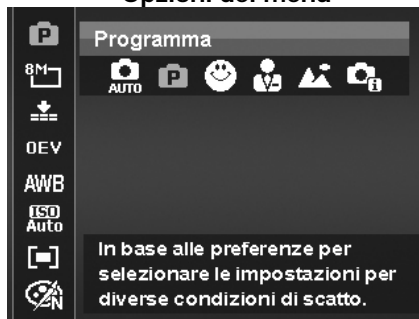 Opzioni del menu
P Programma
8M AUTO P
0EV
AWB
ISO
Auto
In base alle preferenze per
selezionare le impostazioni per
N diverse condizioni di scatto.